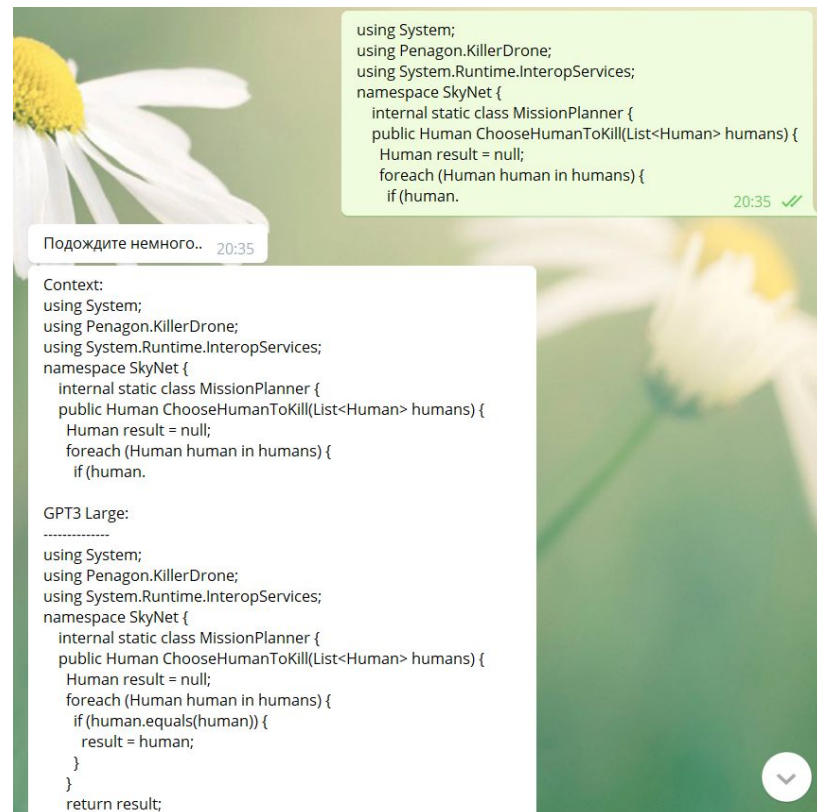 using System;
using Penagon.KillerDrone;
using System.Runtime.InteropServices;
namespace SkyNet {
internal static class MissionPlanner {
public Human ChooseHumanToKill(List<Human> humans) {
Human result = null;
foreach (Human human in humans) {
if (human.
20:35
Подождите немного.. 20:35
Context:
using System;
using Penagon.KillerDrone;
using System.Runtime.InteropServices;
namespace SkyNet {
internal static class MissionPlanner {
public Human ChooseHumanToKill(List<Human> humans) {
Human result = null;
foreach (Human human in humans) {
if (human.
GPT3 Large:
--------------
using System;
using Penagon.KillerDrone;
using System.Runtime.InteropServices;
namespace SkyNet {
internal static class MissionPlanner {
public Human ChooseHumanToKill(List<Human> humans) {
Human result = null;
foreach (Human human in humans) {
if (human.equals(human)) {
result = human;
}
}
return result;